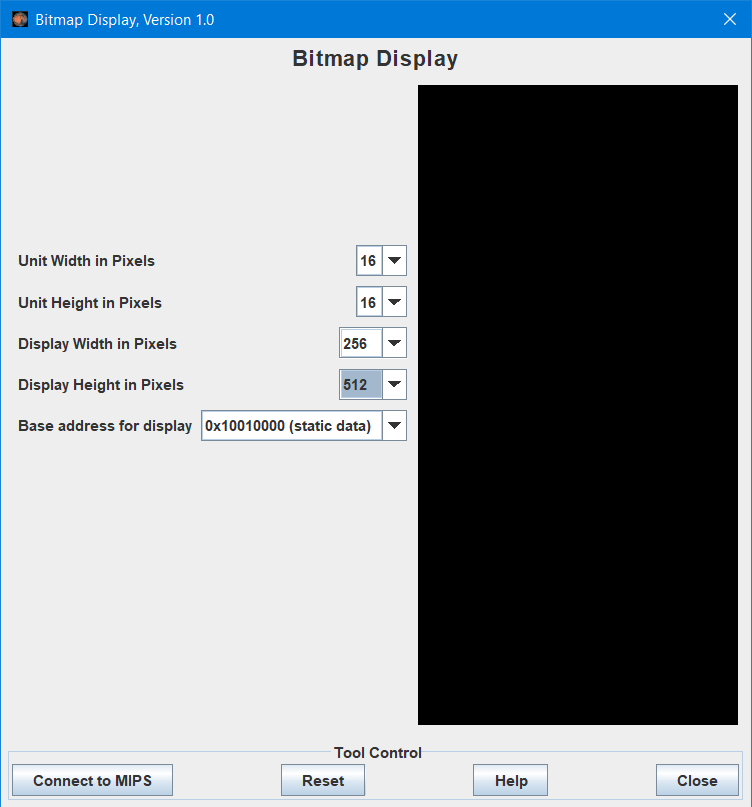 Bitmap Display, Version 1.0
Bitmap Display
Unit Width in Pixels 16
Unit Height in Pixels 16
Display Width in Pixels 256
Display Height in Pixels 512
Base address for display 0x10010000 (static data)
Tool Control
Connect to MIPS Reset Help Close